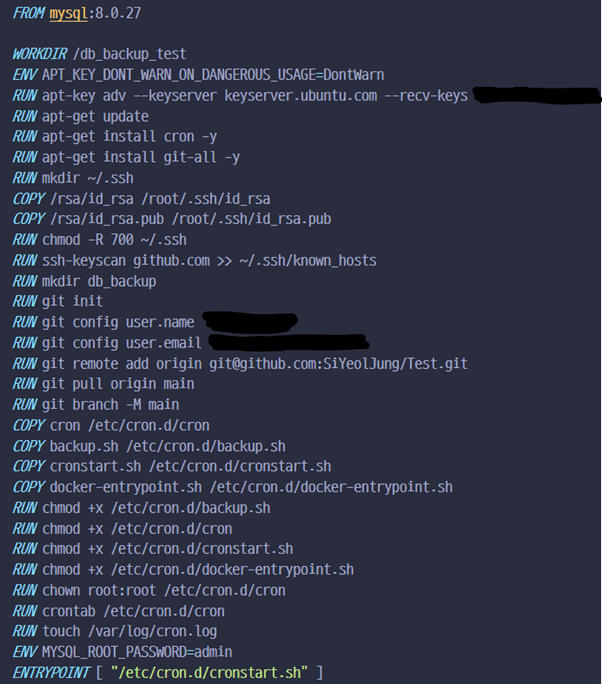 FROM mysql:8.0.27
WORKDIR /db_backup_test
ENV APT_KEY_DONT_WARN_ON_DANGEROUS_USAGE=DontWarn
RUN apt-key adv --keyserver keyserver.ubuntu.com --recv-keys
RUN apt-get update
RUN apt-get install cron -y
RUN apt-get install git-all -y
RUN mkdir ~/.ssh
COPY /rsa/id_rsa /root/.ssh/id_rsa
COPY /rsa/id_rsa.pub /root/.ssh/id_rsa.pub
RUN chmod -R 700 ~/.ssh
RUN ssh-keyscan github.com >> ~/.ssh/known_hosts
RUN mkdir db_backup
RUN git init
RUN git config user.name
RUN git config user.email
RUN git remote add origin git@github.com:SiYeolJung/Test.git
RUN git pull origin main
RUN git branch -M main
COPY cron /etc/cron.d/cron
COPY backup.sh /etc/cron.d/backup.sh
COPY cronstart.sh /etc/cron.d/cronstart.sh
COPY docker-entrypoint.sh /etc/cron.d/docker-entrypoint.sh
RUN chmod +x /etc/cron.d/backup.sh
RUN chmod +x /etc/cron.d/cron
RUN chmod +x /etc/cron.d/cronstart.sh
RUN chmod +x /etc/cron.d/docker-entrypoint.sh
RUN chown root:root /etc/cron.d/cron
RUN crontab /etc/cron.d/cron
RUN touch /var/log/cron.log
ENV MYSQL_ROOT_PASSWORD=admin
ENTRYPOINT [ "/etc/cron.d/cronstart.sh" ]